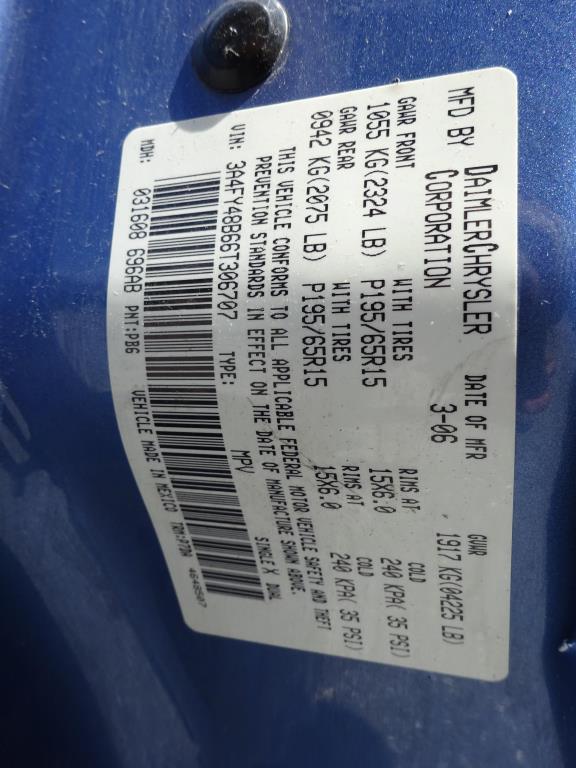 MFD BY DAIMLERCHRYSLER CORPORATION DATE OF MFR 3-06 GVWR 1917 KG(04225 LB)
GAWR FRONT WITH TIRES RIMS AT COLD
1055 KG(2324 LB) P195/65R15 15X6.0 240 KPA( 35 PSI)
GAWR REAR WITH TIRES RIMS AT COLD
0942 KG(2075 LB) P195/65R15 15X6.0 240 KPA( 35 PSI)
THIS VEHICLE CONFORMS TO ALL APPLICABLE FEDERAL MOTOR VEHICLE SAFETY AND THEFT
PREVENTION STANDARDS IN EFFECT ON THE DATE OF MANUFACTURE SHOWN ABOVE.
VIN: 3A4FY48B66T306707 TYPE: MPV SINGLE X DUAL
MDH: 031608 696AB PNT:PB6 VEHICLE MADE IN MEXICO 4648507